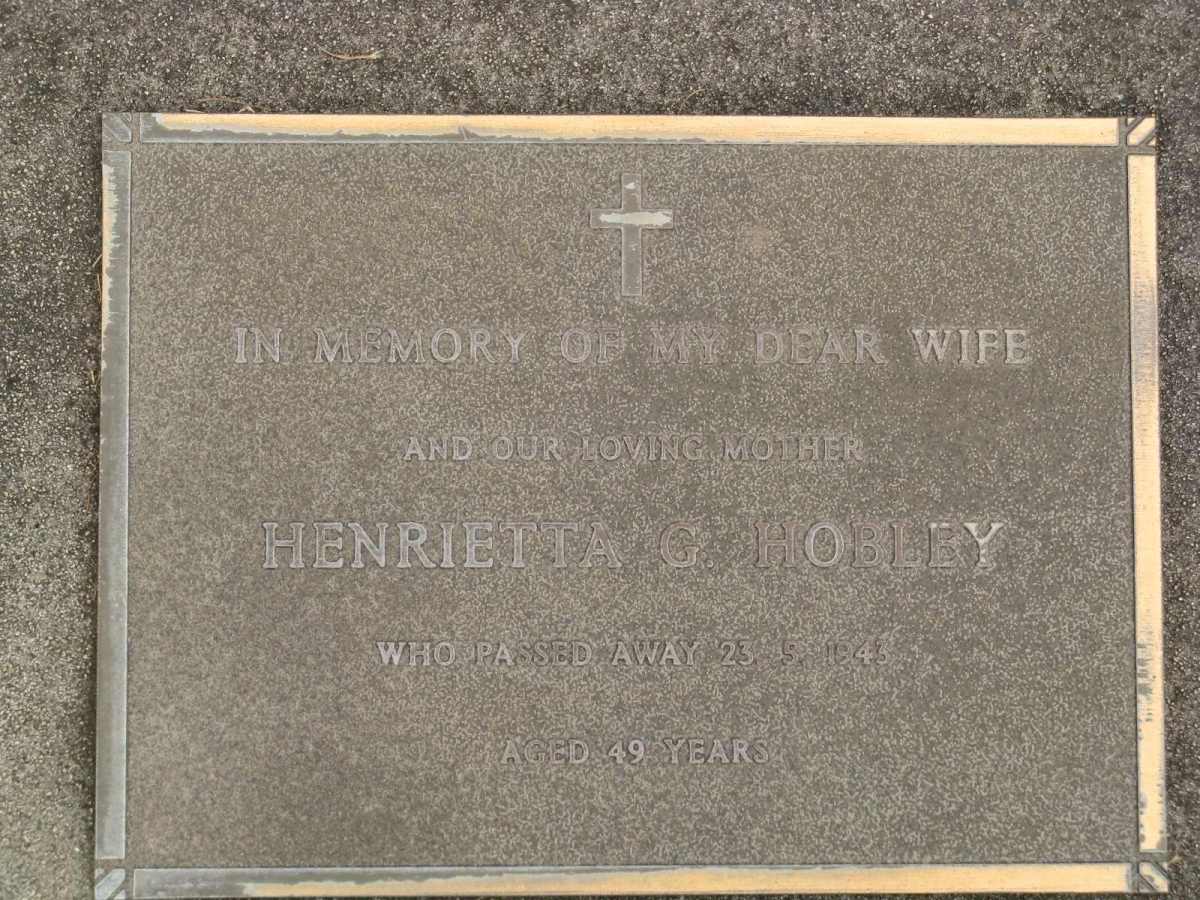 IN MEMORY OF MY DEAR WIFE
AND OUR LOVING MOTHER
HENRIETTA G. HOBLEY
WHO PASSED AWAY 23. 5. 1943
AGED 49 YEARS